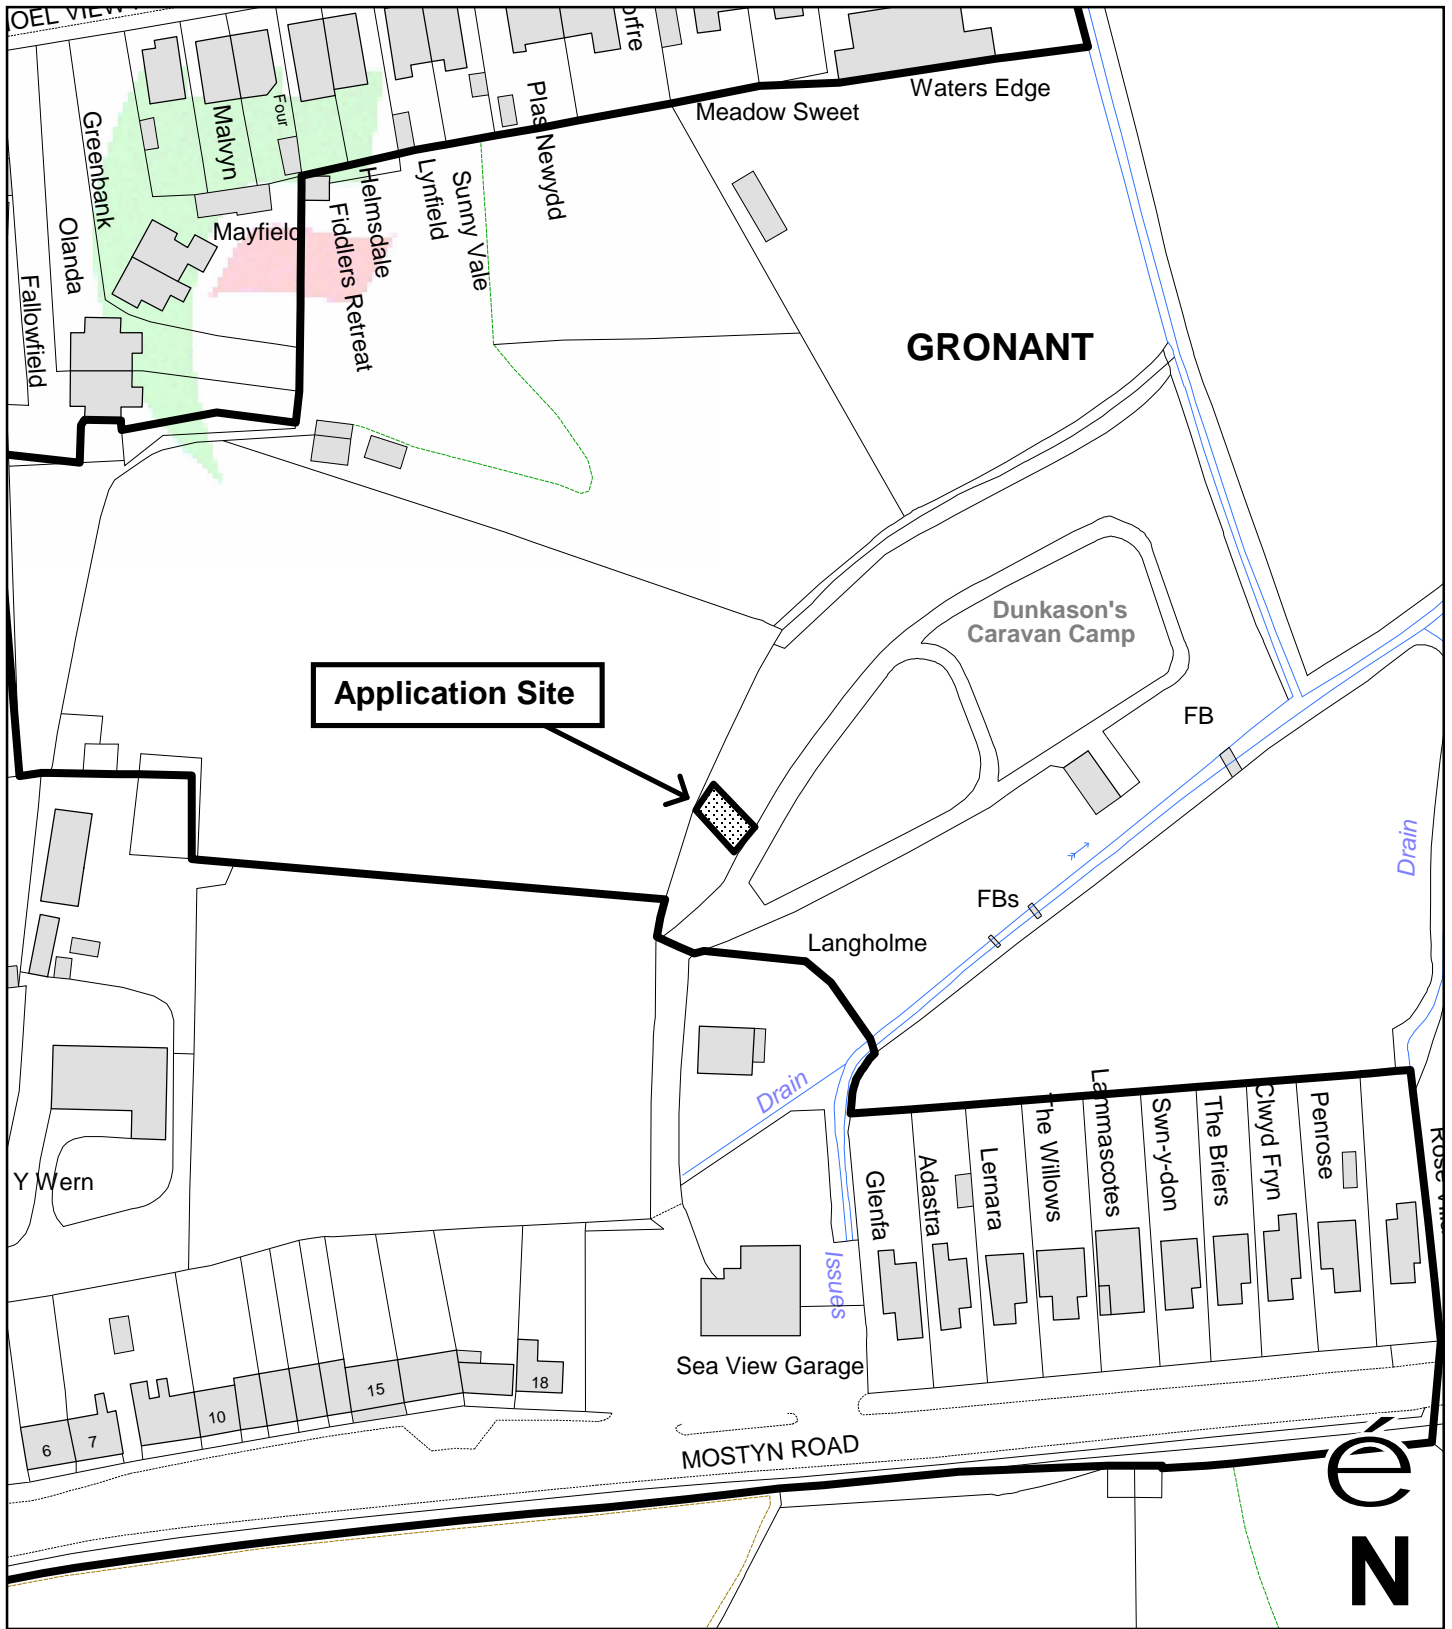 OEL VIEW
orfre
Waters Edge
Meadow Sweet
Plas Newydd
Four
Malvyn
Greenbank
Helmsdale
Lynfield
Sunny Vale
Mayfield
Fiddlers Retreat
Olanda
Fallowfield
GRONANT
Dunkason's
Caravan Camp
Application Site
FB
Drain
FBs
Langholme
Drain
Y Wern
Glenfa
Adastra
Lernara
The Willows
Lammascotes
Swn-y-don
The Briers
Clwyd Fryn
Penrose
Issues
Sea View Garage
18
15
10
7
6
MOSTYN ROAD
é
N